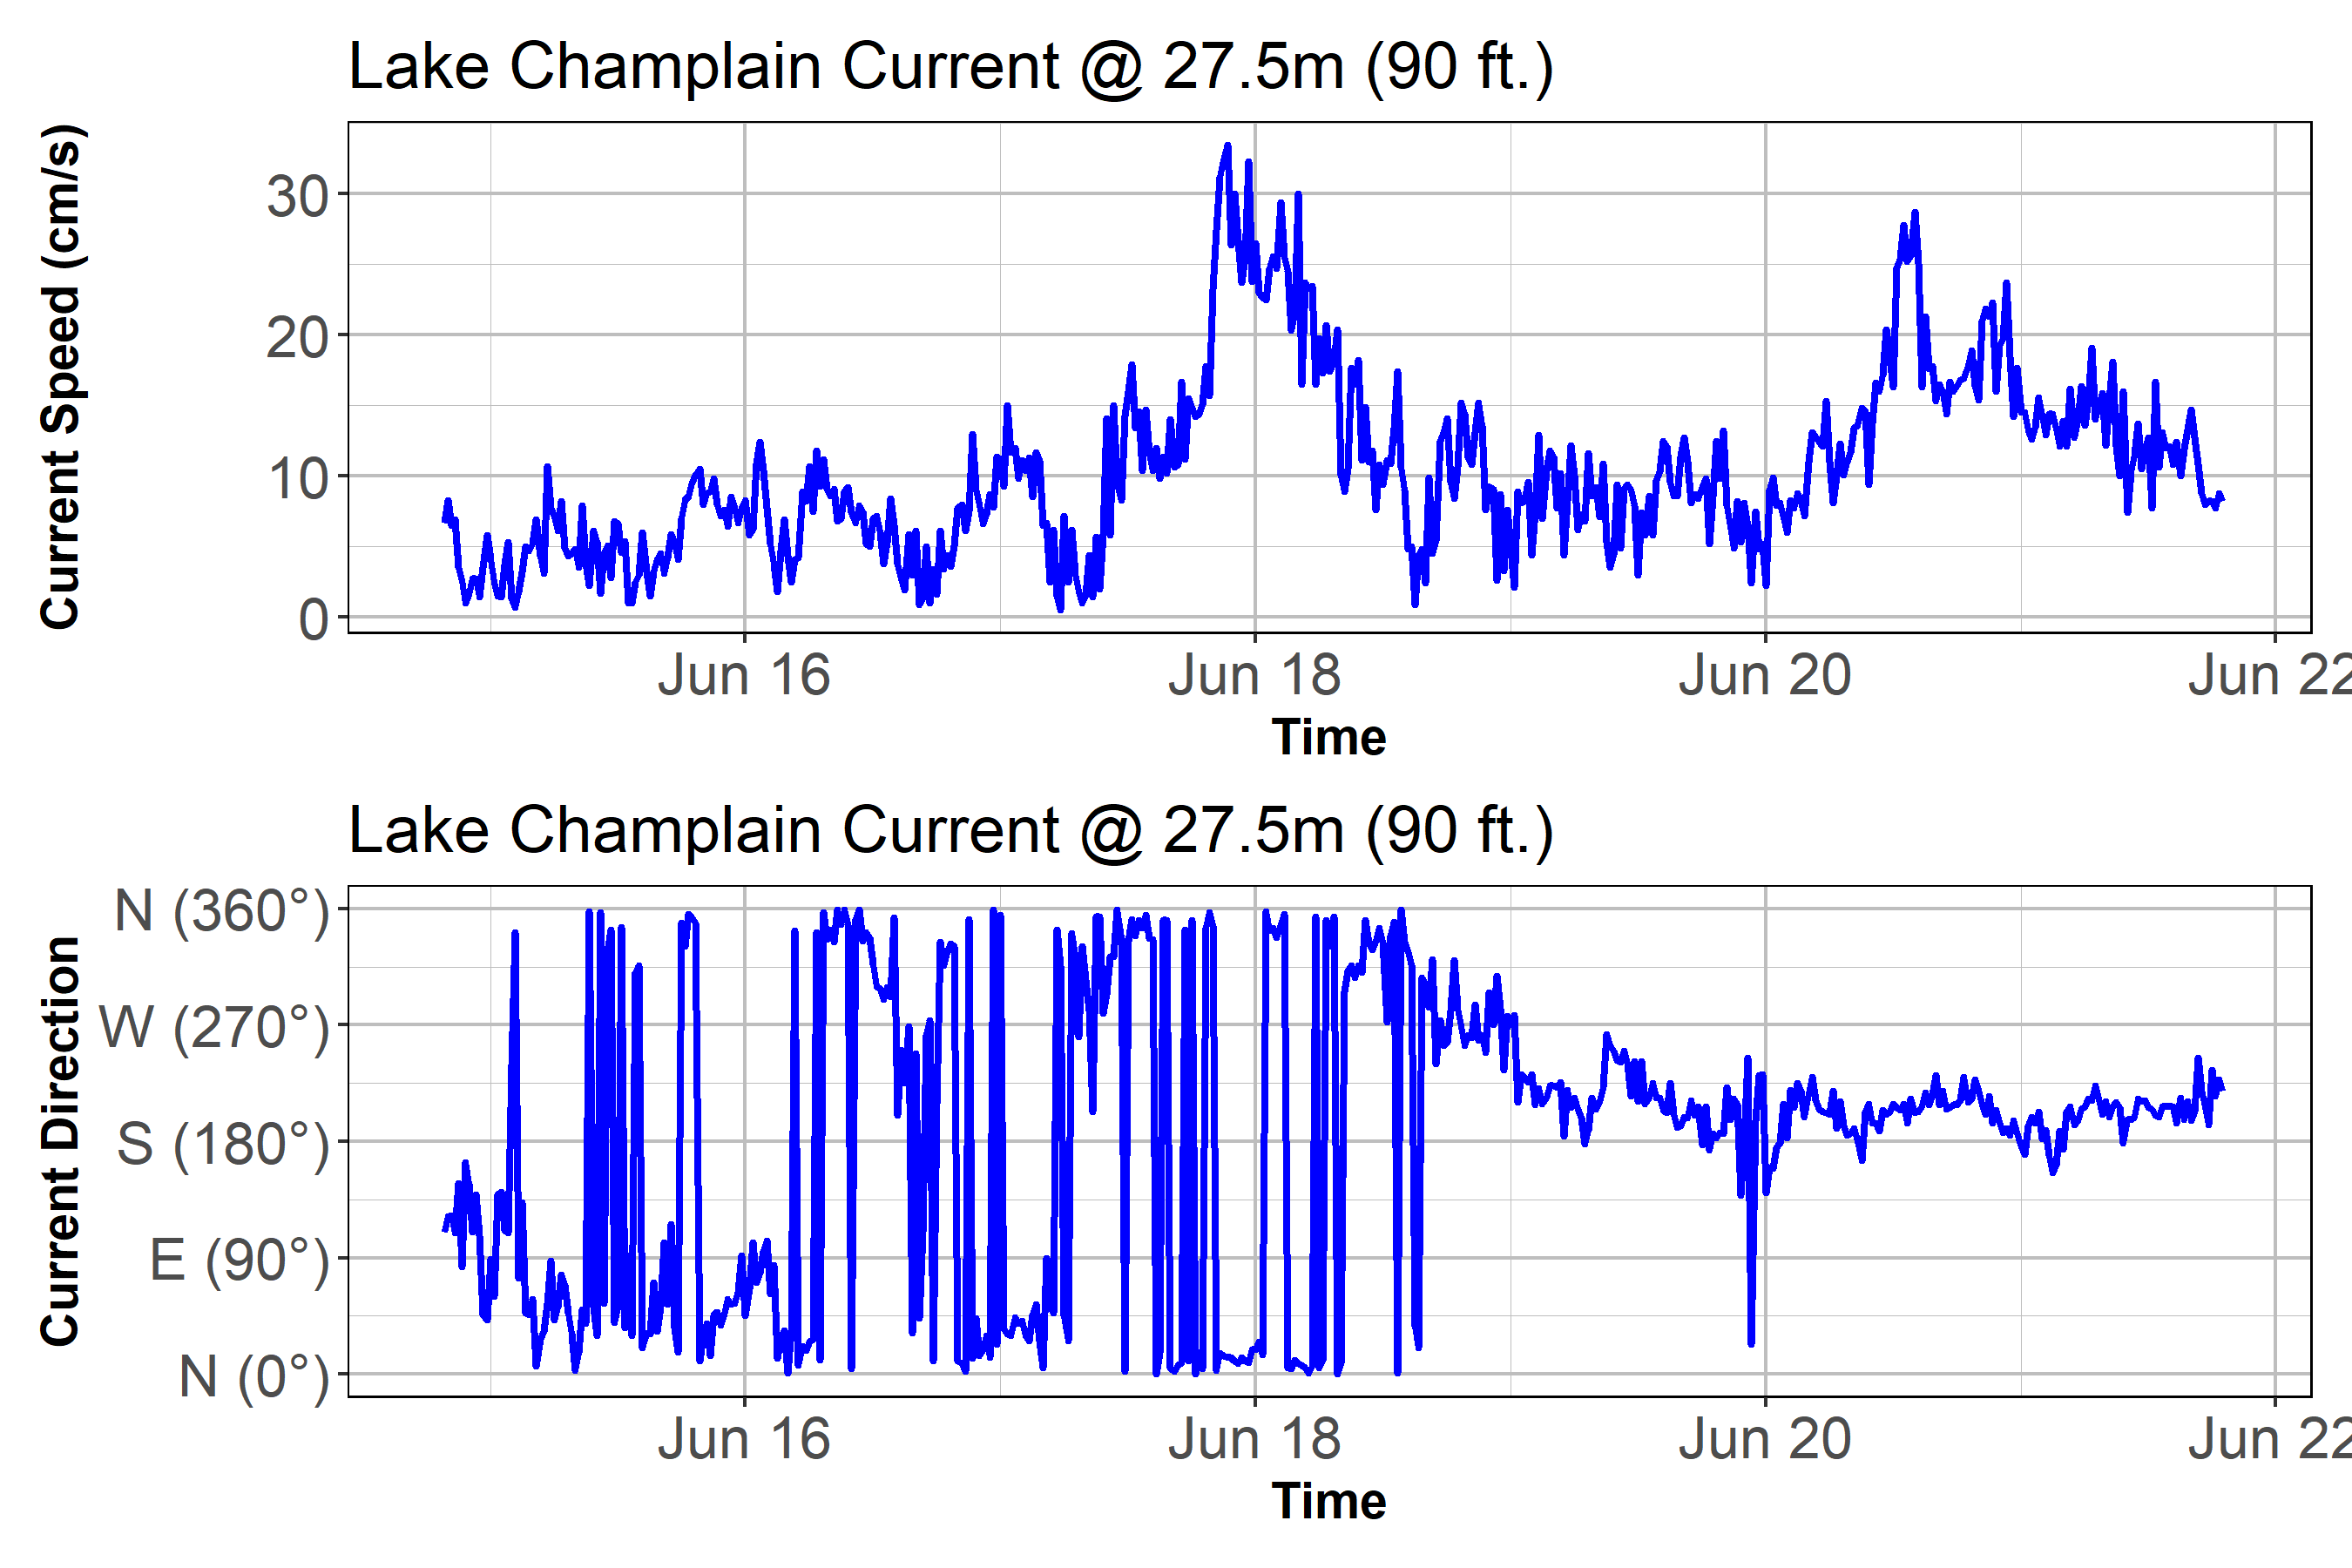 Lake Champlain Current @ 27.5m (90 ft.)
Current Speed (cm/s)
30
20
10
0
Jun 16 Jun 18 Jun 20 Jun 22
Time
Lake Champlain Current @ 27.5m (90 ft.)
Current Direction
N (360°)
W (270°)
S (180°)
E (90°)
N (0°)
Jun 16 Jun 18 Jun 20 Jun 22
Time